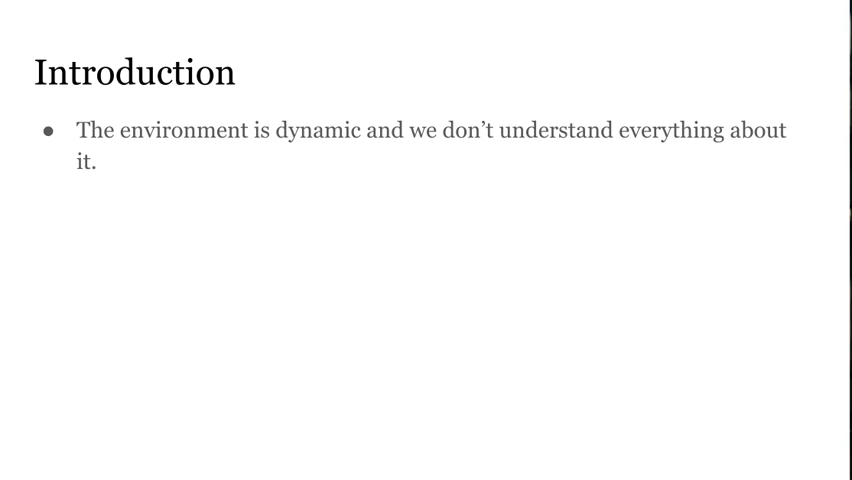 Introduction
● The environment is dynamic and we don’t understand everything about
it.